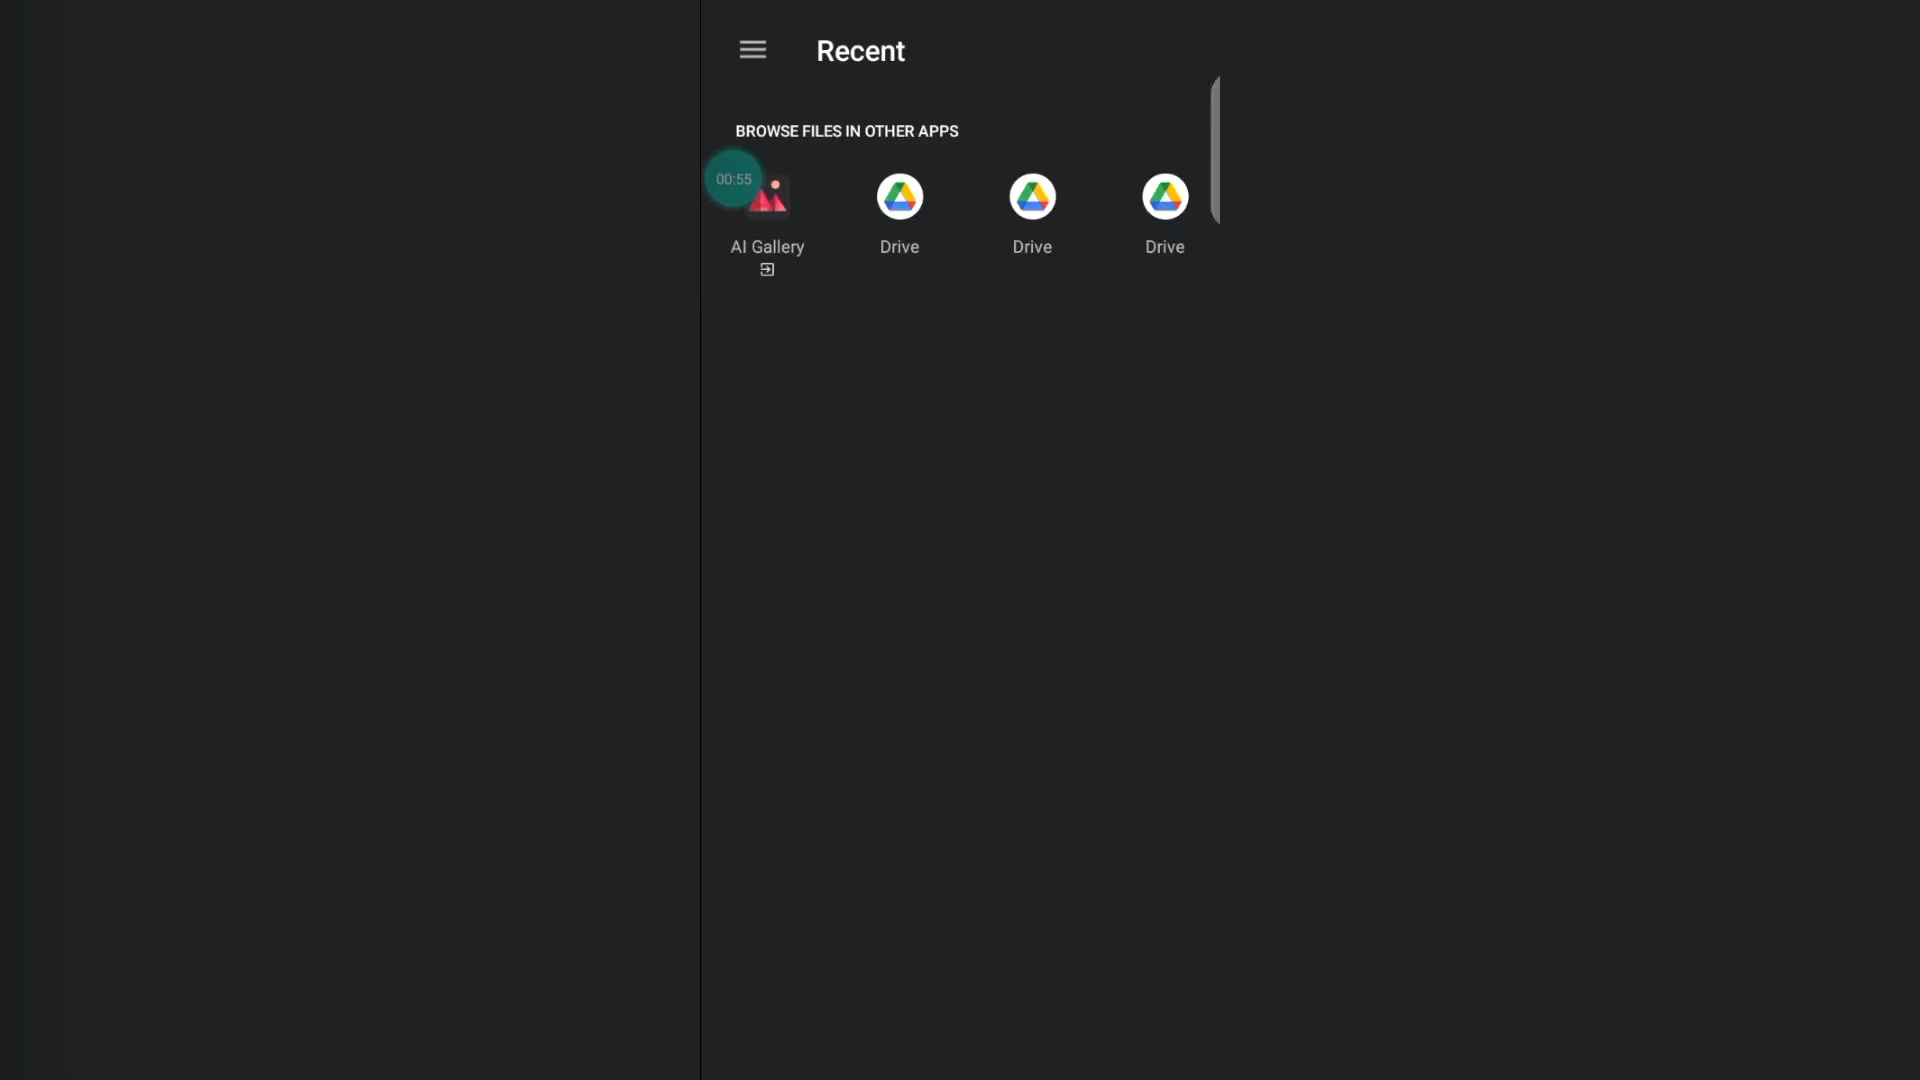 Recent
BROWSE FILES IN OTHER APPS
00:55
AI Gallery
Drive
Drive
Drive